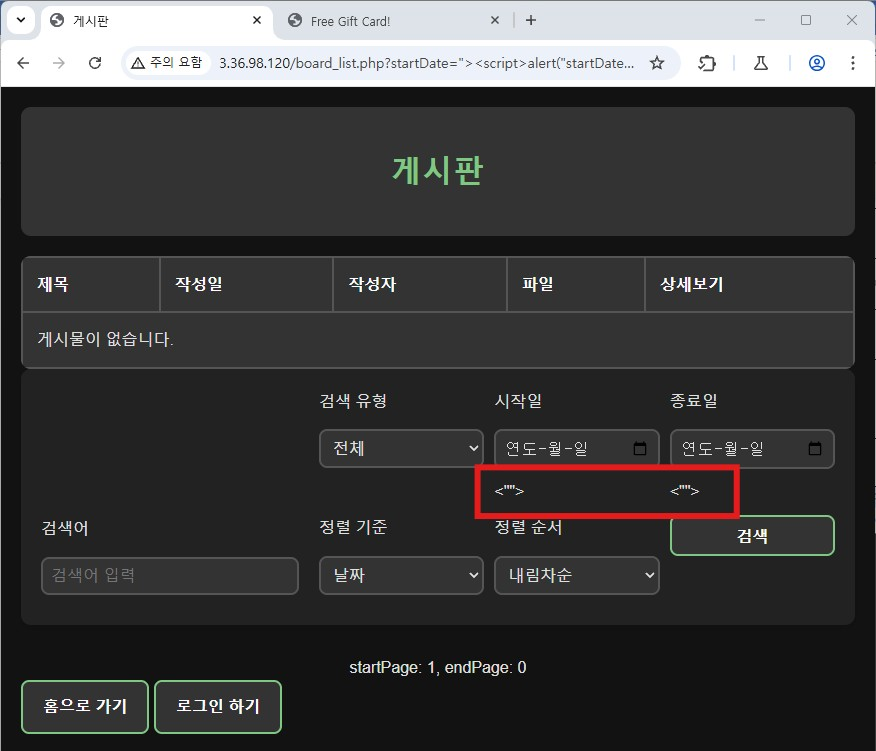 게시판
Free Gift Card!
주의 요함 3.36.98.120/board_list.php?startDate="><script>alert("startDate...
게시판
제목 작성일 작성자 파일 상세보기
게시물이 없습니다.
검색 유형 시작일 종료일
전체 연도-월-일 연도-월-일
<""> <"">
검색어 정렬 기준 정렬 순서 검색
검색어 입력 날짜 내림차순
startPage: 1, endPage: 0
홈으로 가기 로그인 하기